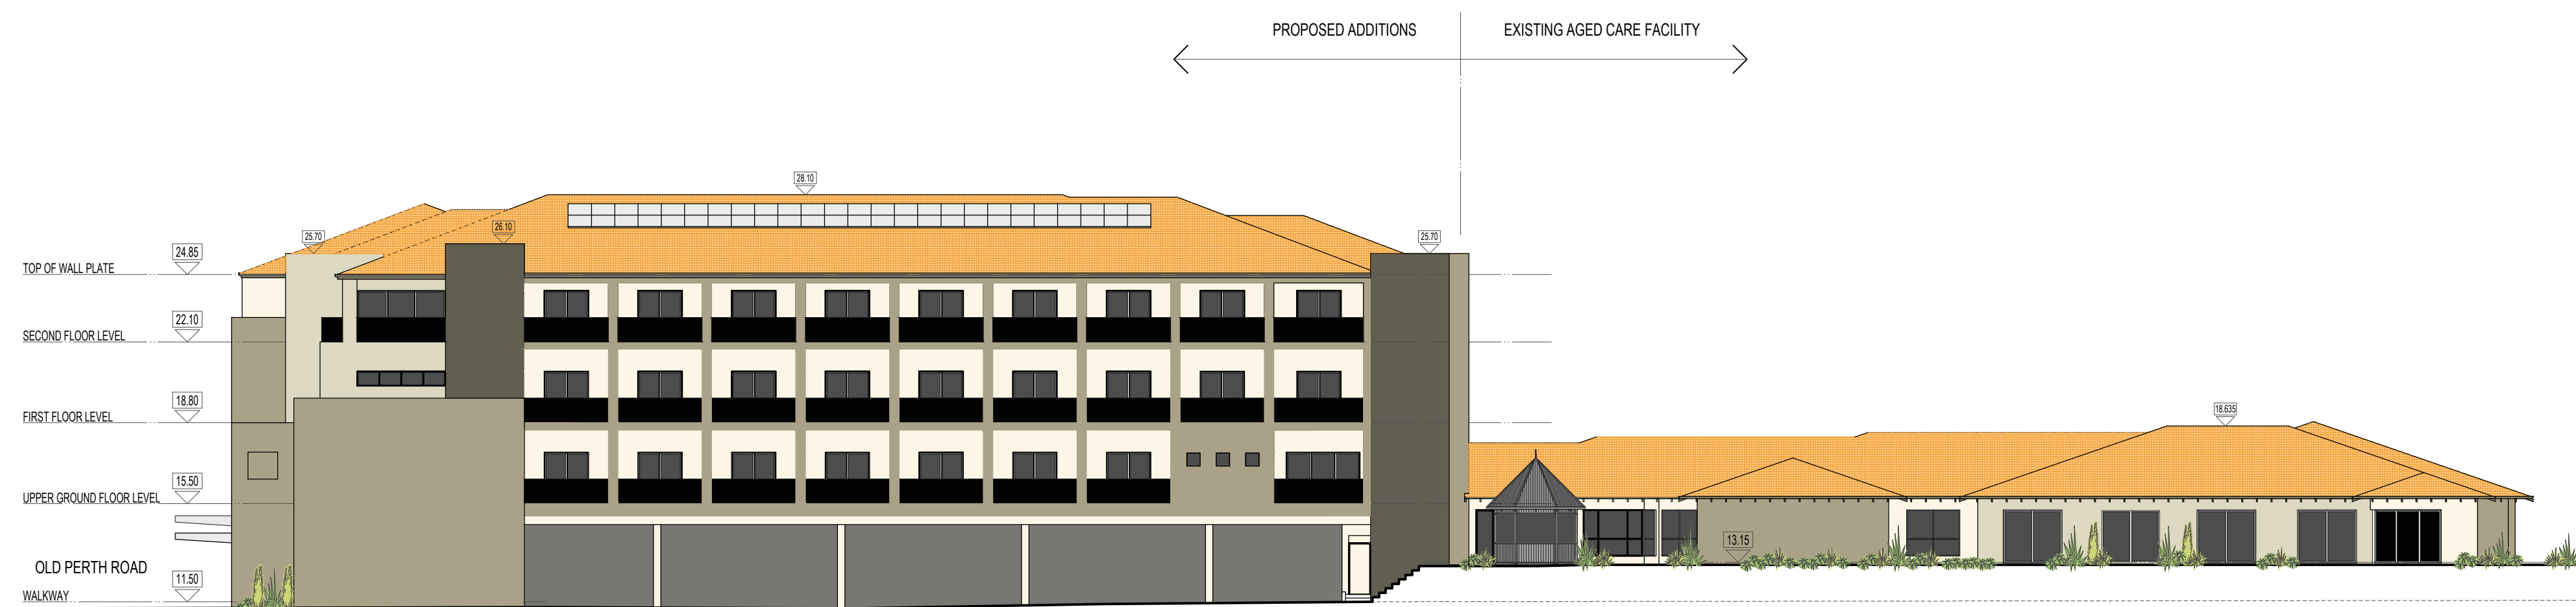 PROPOSED ADDITIONS
EXISTING AGED CARE FACILITY
28.10
25.70
26.10
25.70
24.85
TOP OF WALL PLATE
22.10
SECOND FLOOR LEVEL
18.80
FIRST FLOOR LEVEL
18.635
15.50
UPPER GROUND FLOOR LEVEL
13.15
OLD PERTH ROAD
11.50
WALKWAY